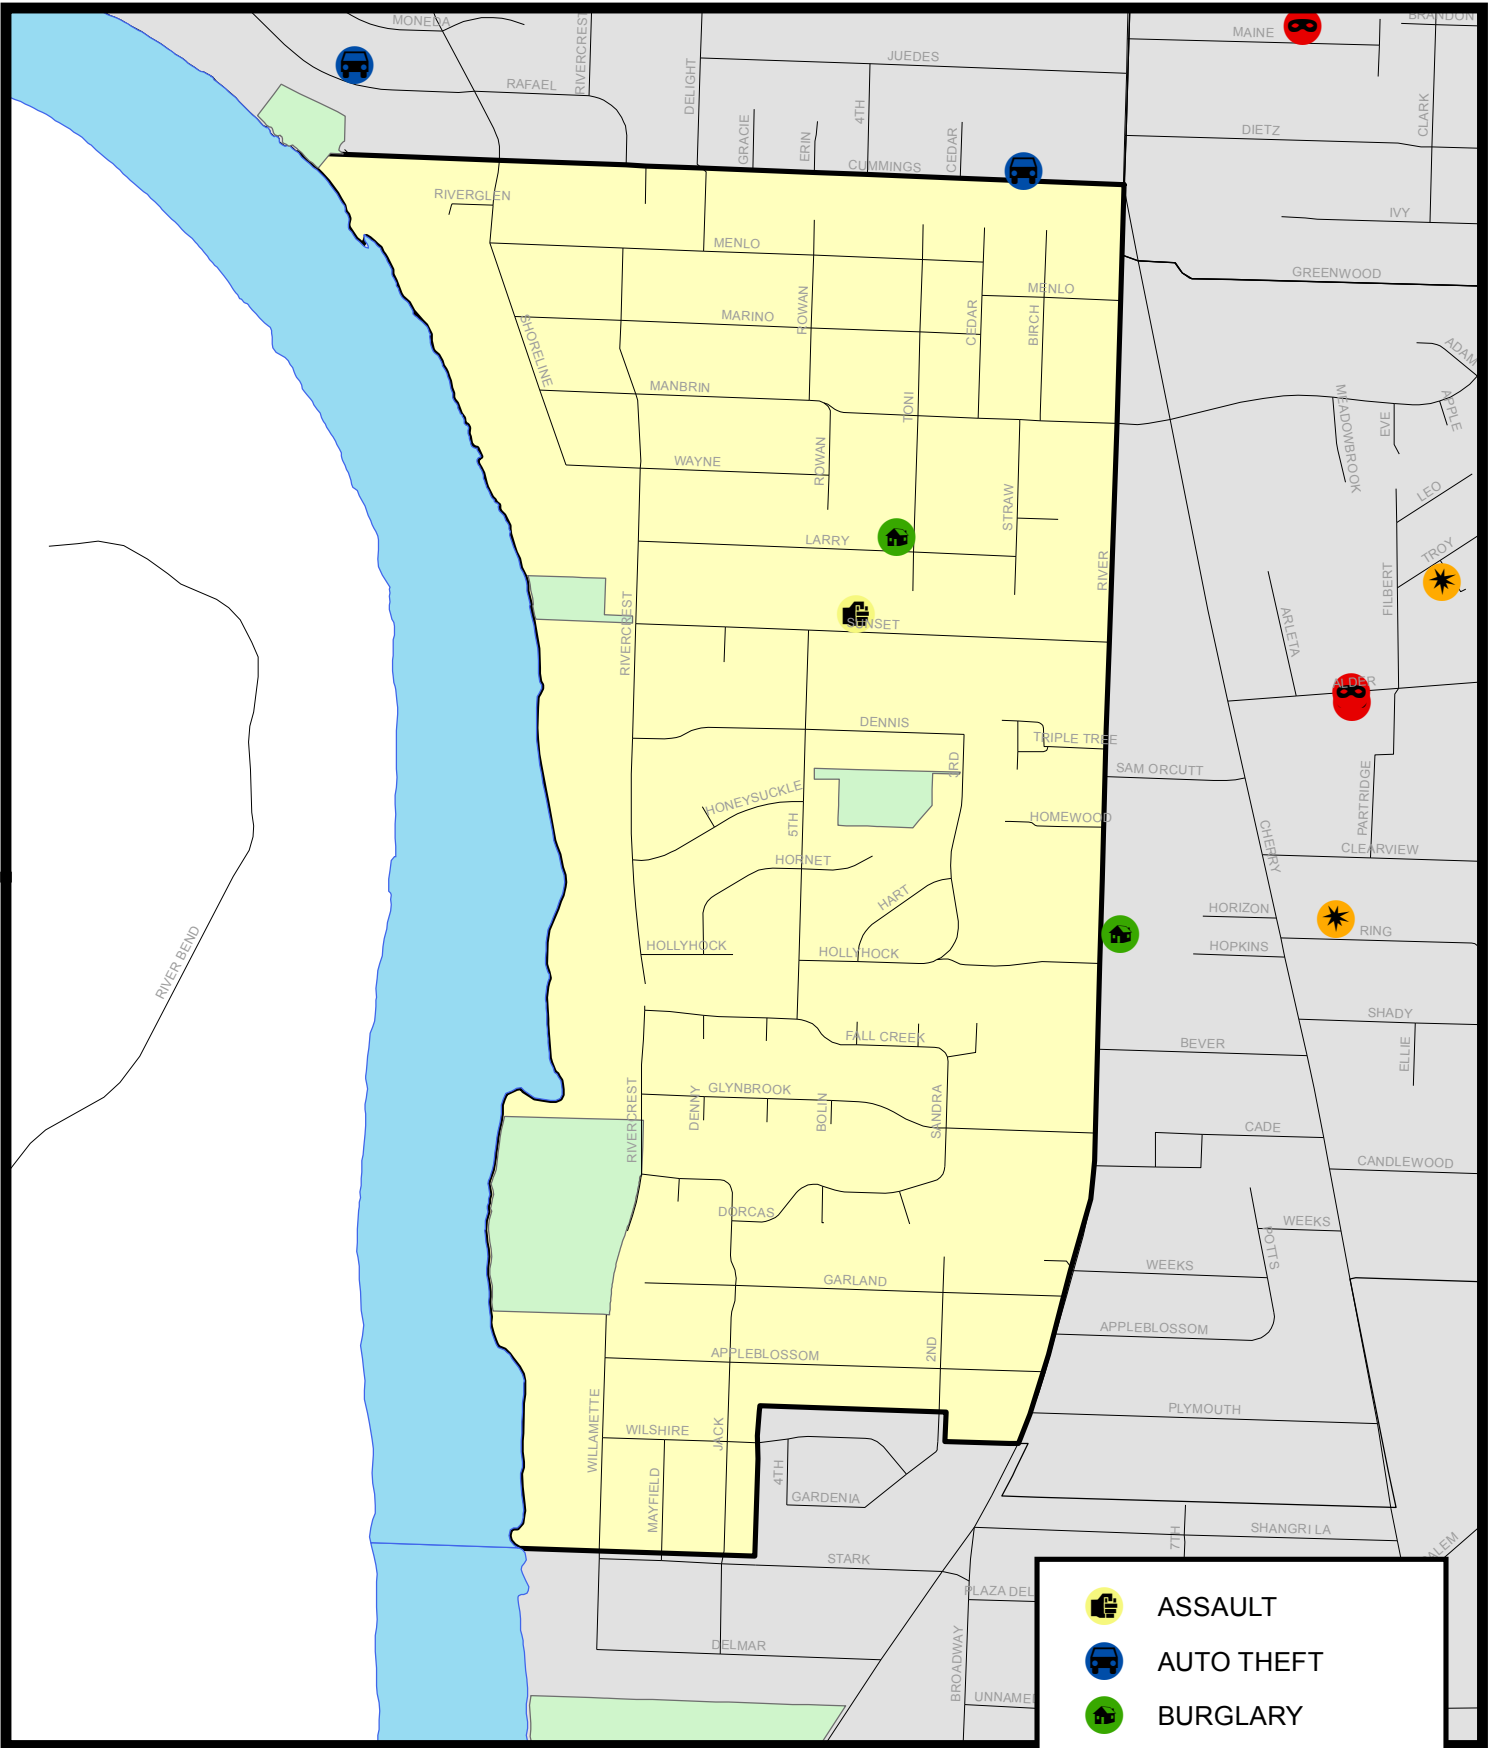 MONEDA
RIVERCREST
BRANDON
MAINE
JUEDES
RAFAEL
DELIGHT
4TH
CLARK
GRACIE
ERIN
CEDAR
DIETZ
CUMMINGS
RIVERGLEN
IVY
MENLO
GREENWOOD
MENLO
ROWAN
MARINO
CEDAR
BIRCH
SHORELINE
ADAM
MANBRIN
TONI
MEADOWBROOK
EVE
APPLE
WAYNE
ROWAN
STRAW
LEO
LARRY
TROY
RIVER
FILBERT
RIVERCREST
SUNSET
ARLETA
ALDER
DENNIS
TRIPLE TREE
3RD
SAM ORCUTT
HONEYSUCKLE
PARTRIDGE
5TH
HOMEWOOD
CHERRY
CLEARVIEW
HORNET
HART
HORIZON
RING
RIVER BEND
HOLLYHOCK
HOLLYHOCK
HOPKINS
SHADY
FALL CREEK
BEVER
ELLIE
GLYNBROOK
DENNY
BOLIN
SANDRA
RIVERCREST
CADE
CANDLEWOOD
DORCAS
WEEKS
POTTS
WEEKS
GARLAND
APPLEBLOSSOM
2ND
APPLEBLOSSOM
WILLAMETTE
PLYMOUTH
WILSHIRE
JACK
4TH
MAYFIELD
GARDENIA
SHANGRI LA
7TH
ALEM
STARK
PLAZA DEL
DELMAR
BROADWAY
UNNAME
ASSAULT
AUTO THEFT
BURGLARY